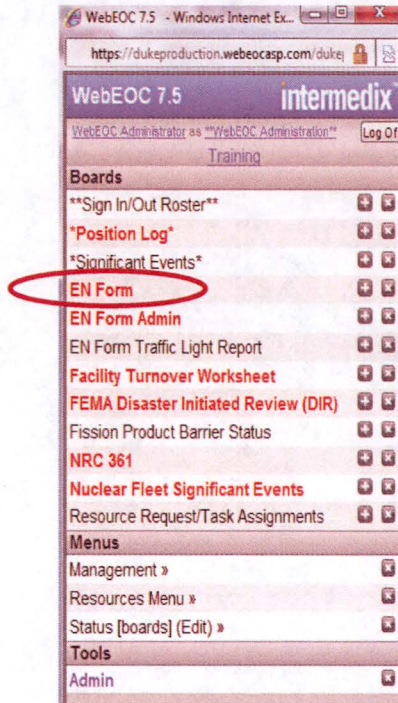 WebEOC 7.5 - Windows Internet Ex...
https://dukeproduction.webeocasp.com/duke
WebEOC 7.5 intermedix
WebEOC Administrator as **WebEOC Administration** Log Of
Training
Boards
**Sign In/Out Roster**
*Position Log*
*Significant Events*
EN Form
EN Form Admin
EN Form Traffic Light Report
Facility Turnover Worksheet
FEMA Disaster Initiated Review (DIR)
Fission Product Barrier Status
NRC 361
Nuclear Fleet Significant Events
Resource Request/Task Assignments
Menus
Management »
Resources Menu »
Status [boards] (Edit) »
Tools
Admin